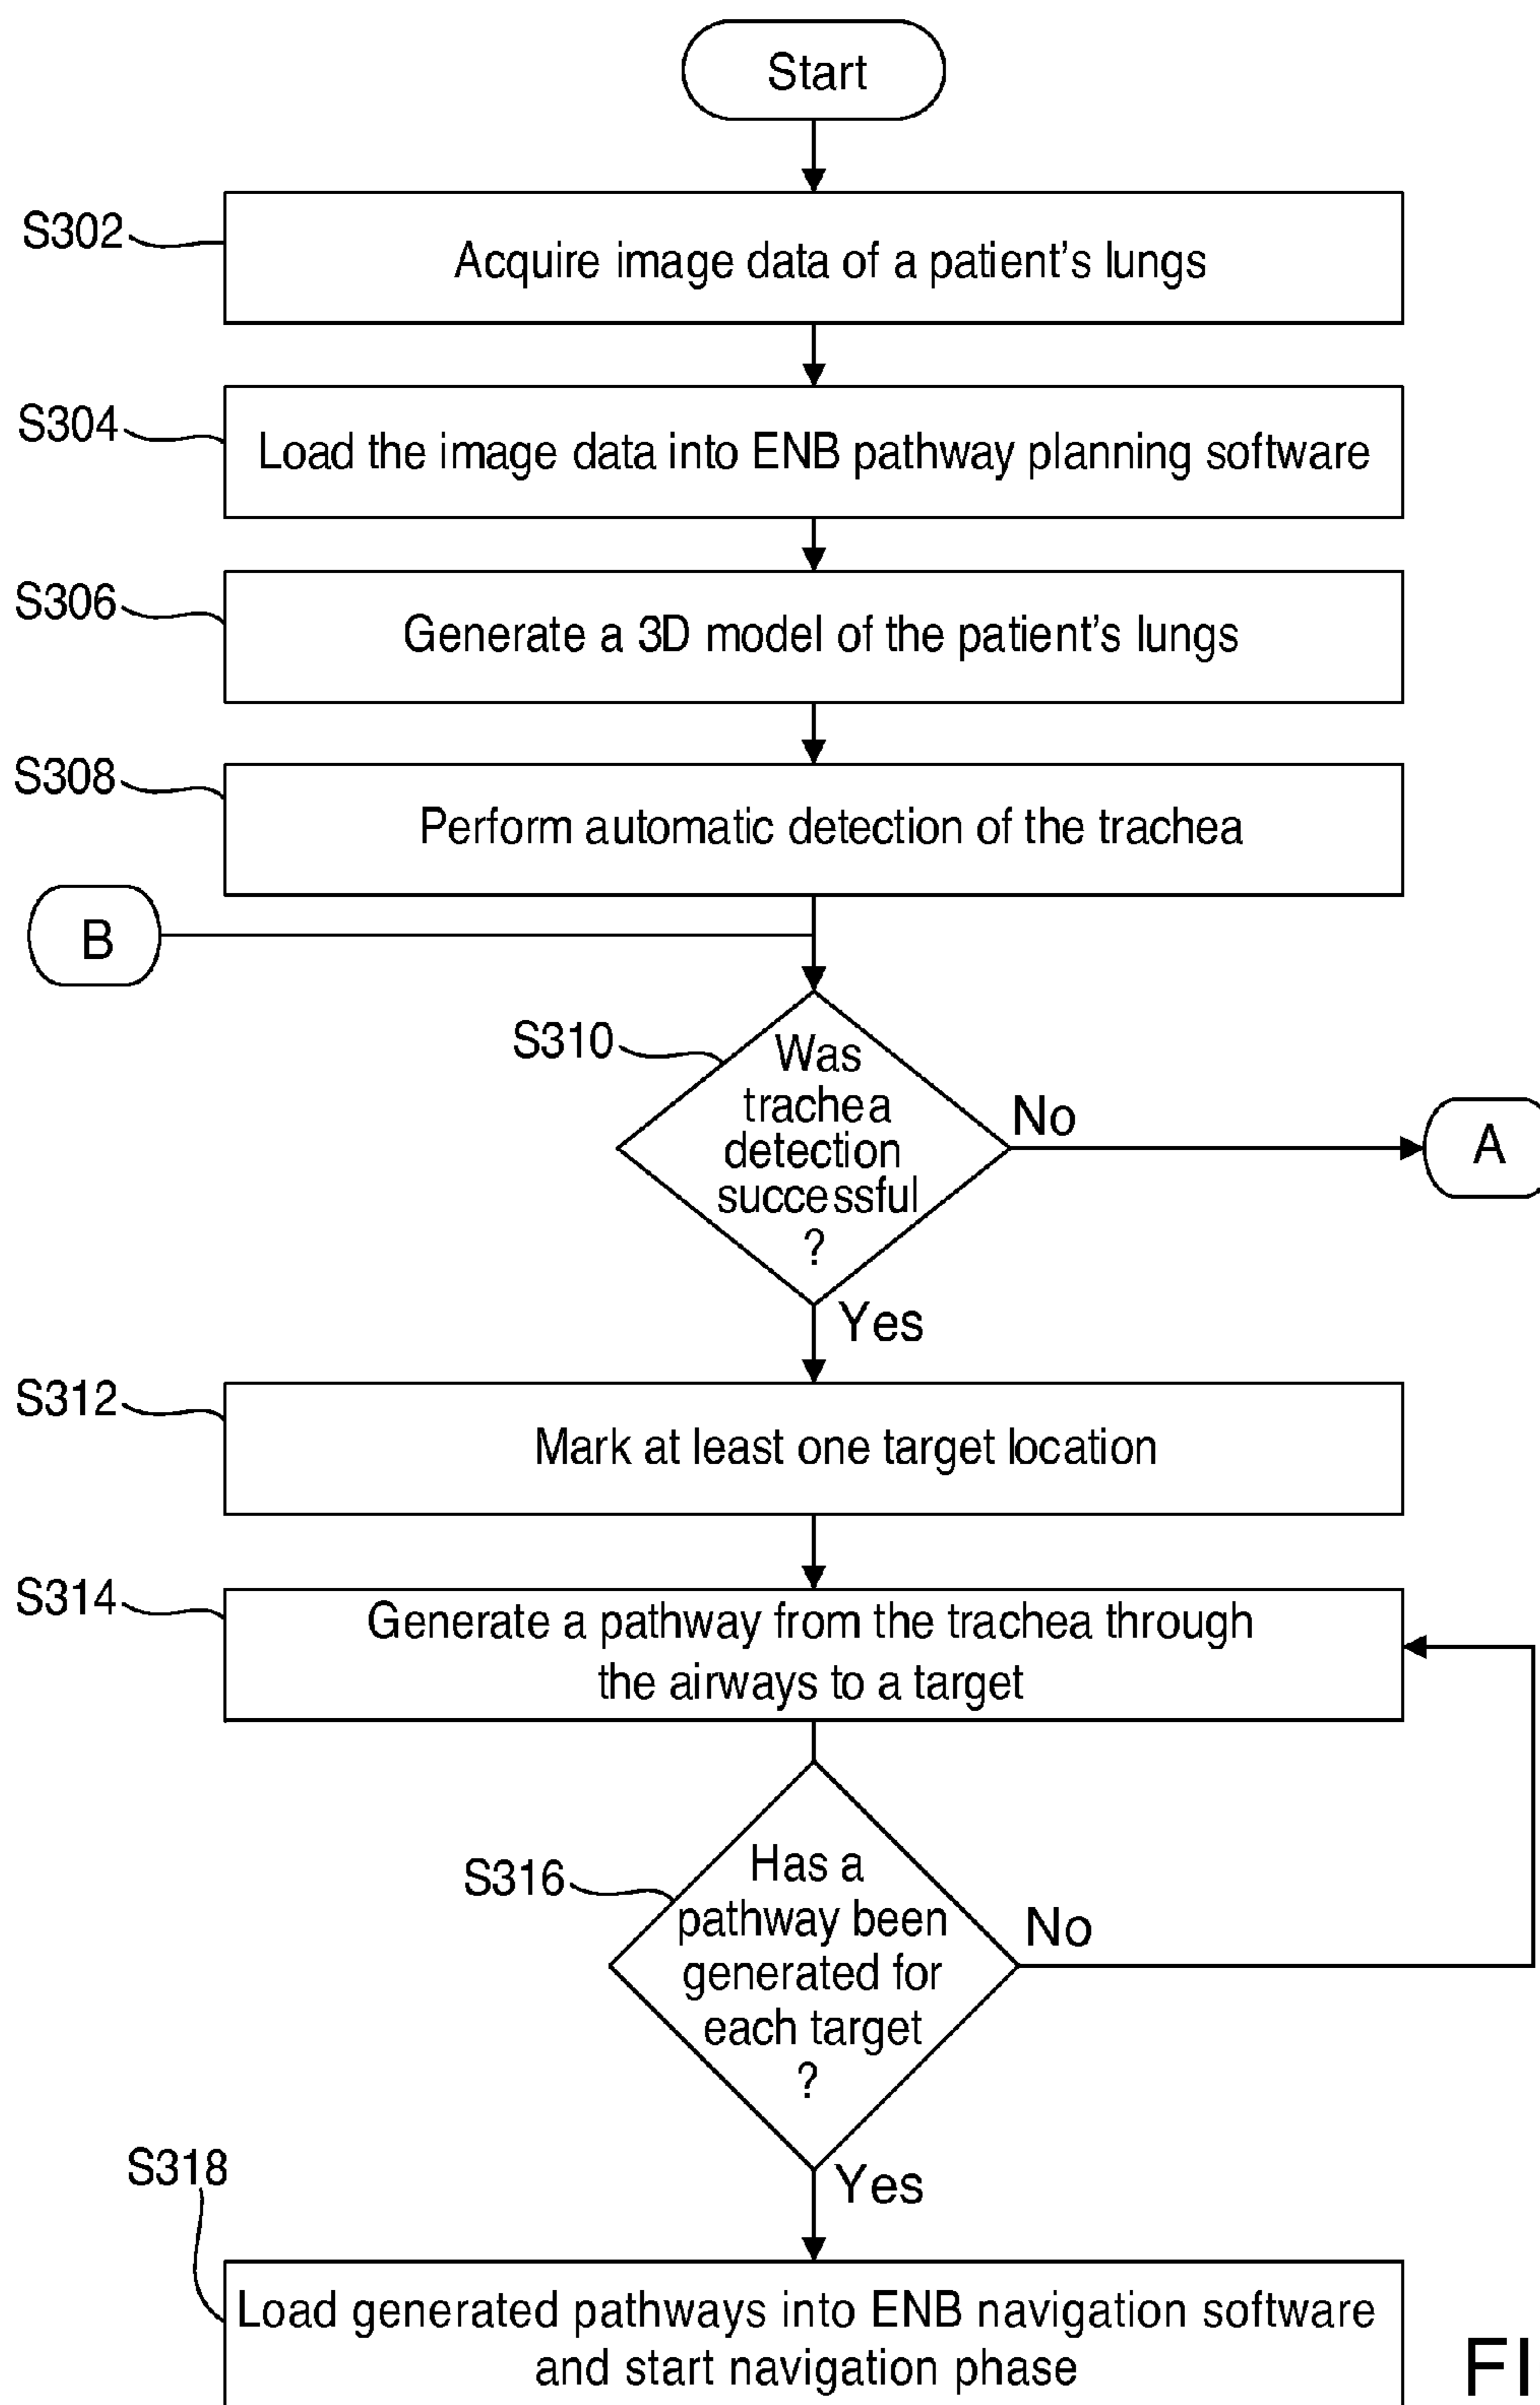 Start
S302
Acquire image data of a patient's lungs
S304
Load the image data into ENB pathway planning software
S306
Generate a 3D model of the patient's lungs
S308
Perform automatic detection of the trachea
B
S310
Was
trachea
detection
successful
?
No
A
Yes
S312
Mark at least one target location
S314
Generate a pathway from the trachea through
the airways to a target
S316
Has a
pathway been
generated for
each target
?
No
Yes
S318
Load generated pathways into ENB navigation software
and start navigation phase
FI